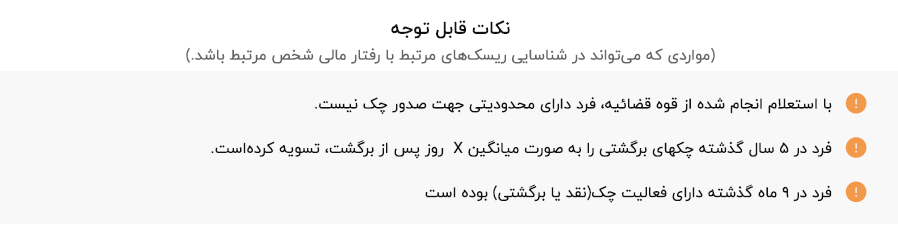 نکات قابل توجه
(مواردی که می‌تواند در شناسایی ریسک‌های مرتبط با رفتار مالی شخص مرتبط باشد.)
با استعلام انجام شده از قوه قضائیه، فرد دارای محدودیتی جهت صدور چک نیست.
فرد در ۵ سال گذشته چکهای برگشتی را به صورت میانگین X روز پس از برگشت، تسویه کرده‌است.
فرد در ۹ ماه گذشته دارای فعالیت چک(نقد یا برگشتی) بوده است